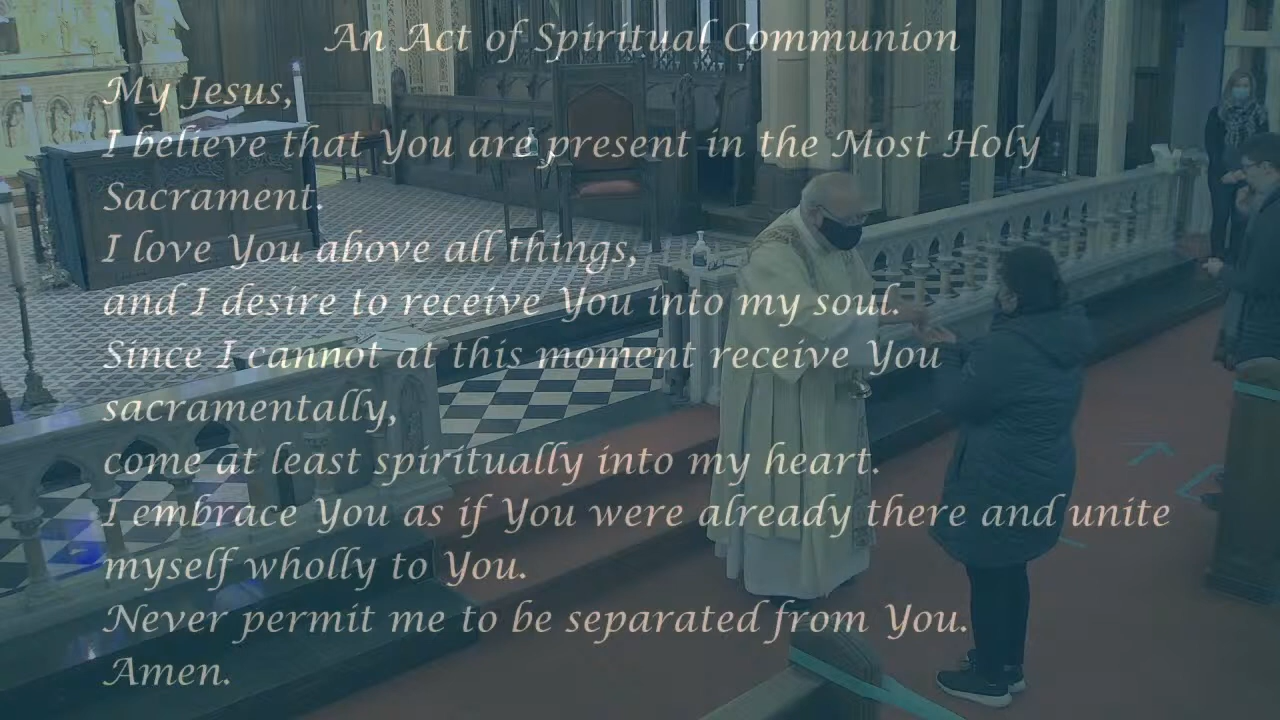 An Act of Spiritual Communion
My Jesus,
I believe that You are present in the Most Holy
Sacrament.
I love You above all things,
and I desire to receive You into my soul.
Since I cannot at this moment receive You
sacramentally,
come at least spiritually into my heart.
I embrace You as if You were already there and unite
myself wholly to You.
Never permit me to be separated from You.
Amen.